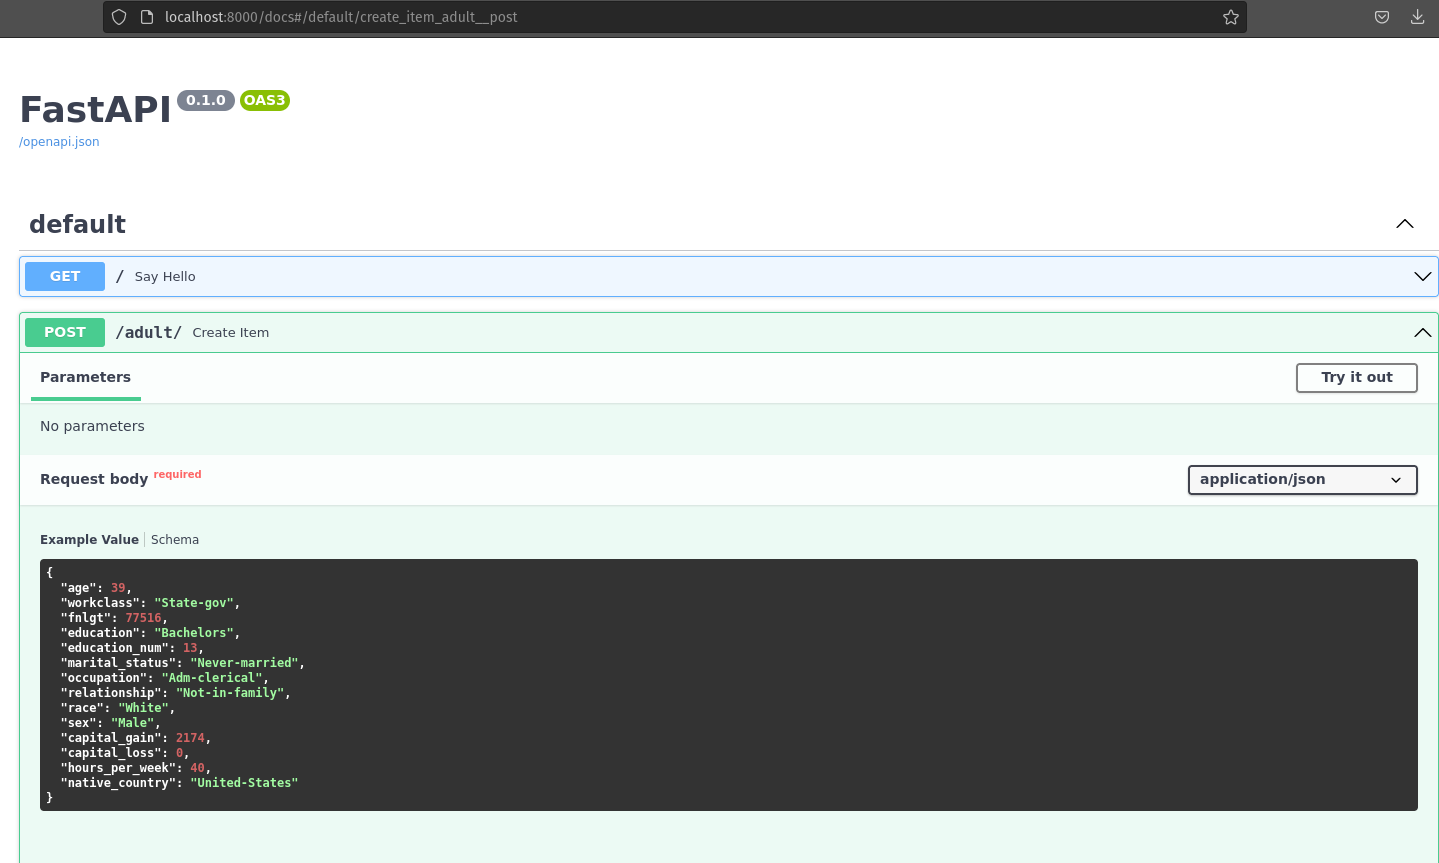 localhost:8000/docs#/default/create_item_adult__post
FastAPI 0.1.0 OAS3
/openapi.json
default
GET / Say Hello
POST /adult/ Create Item
Parameters Try it out
No parameters
Request body required application/json
Example Value Schema
{
  "age": 39,
  "workclass": "State-gov",
  "fnlgt": 77516,
  "education": "Bachelors",
  "education_num": 13,
  "marital_status": "Never-married",
  "occupation": "Adm-clerical",
  "relationship": "Not-in-family",
  "race": "White",
  "sex": "Male",
  "capital_gain": 2174,
  "capital_loss": 0,
  "hours_per_week": 40,
  "native_country": "United-States"
}